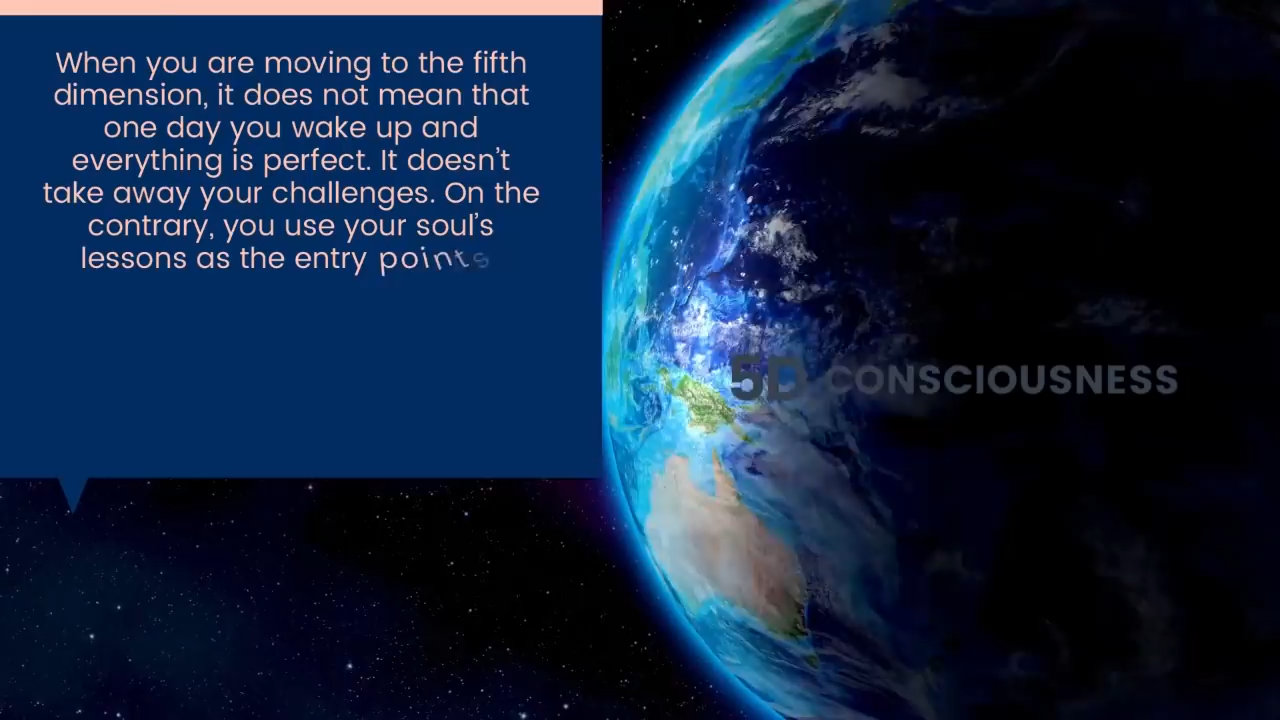 When you are moving to the fifth
dimension, it does not mean that
one day you wake up and
everything is perfect. It doesn't
take away your challenges. On the
contrary, you use your soul's
lessons as the entry points
5D CONSCIOUSNESS